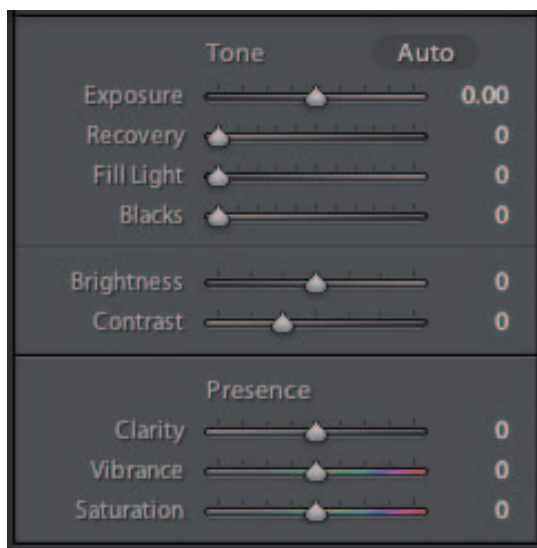 Tone Auto
Exposure 0.00
Recovery 0
Fill Light 0
Blacks 0
Brightness 0
Contrast 0
Presence
Clarity 0
Vibrance 0
Saturation 0